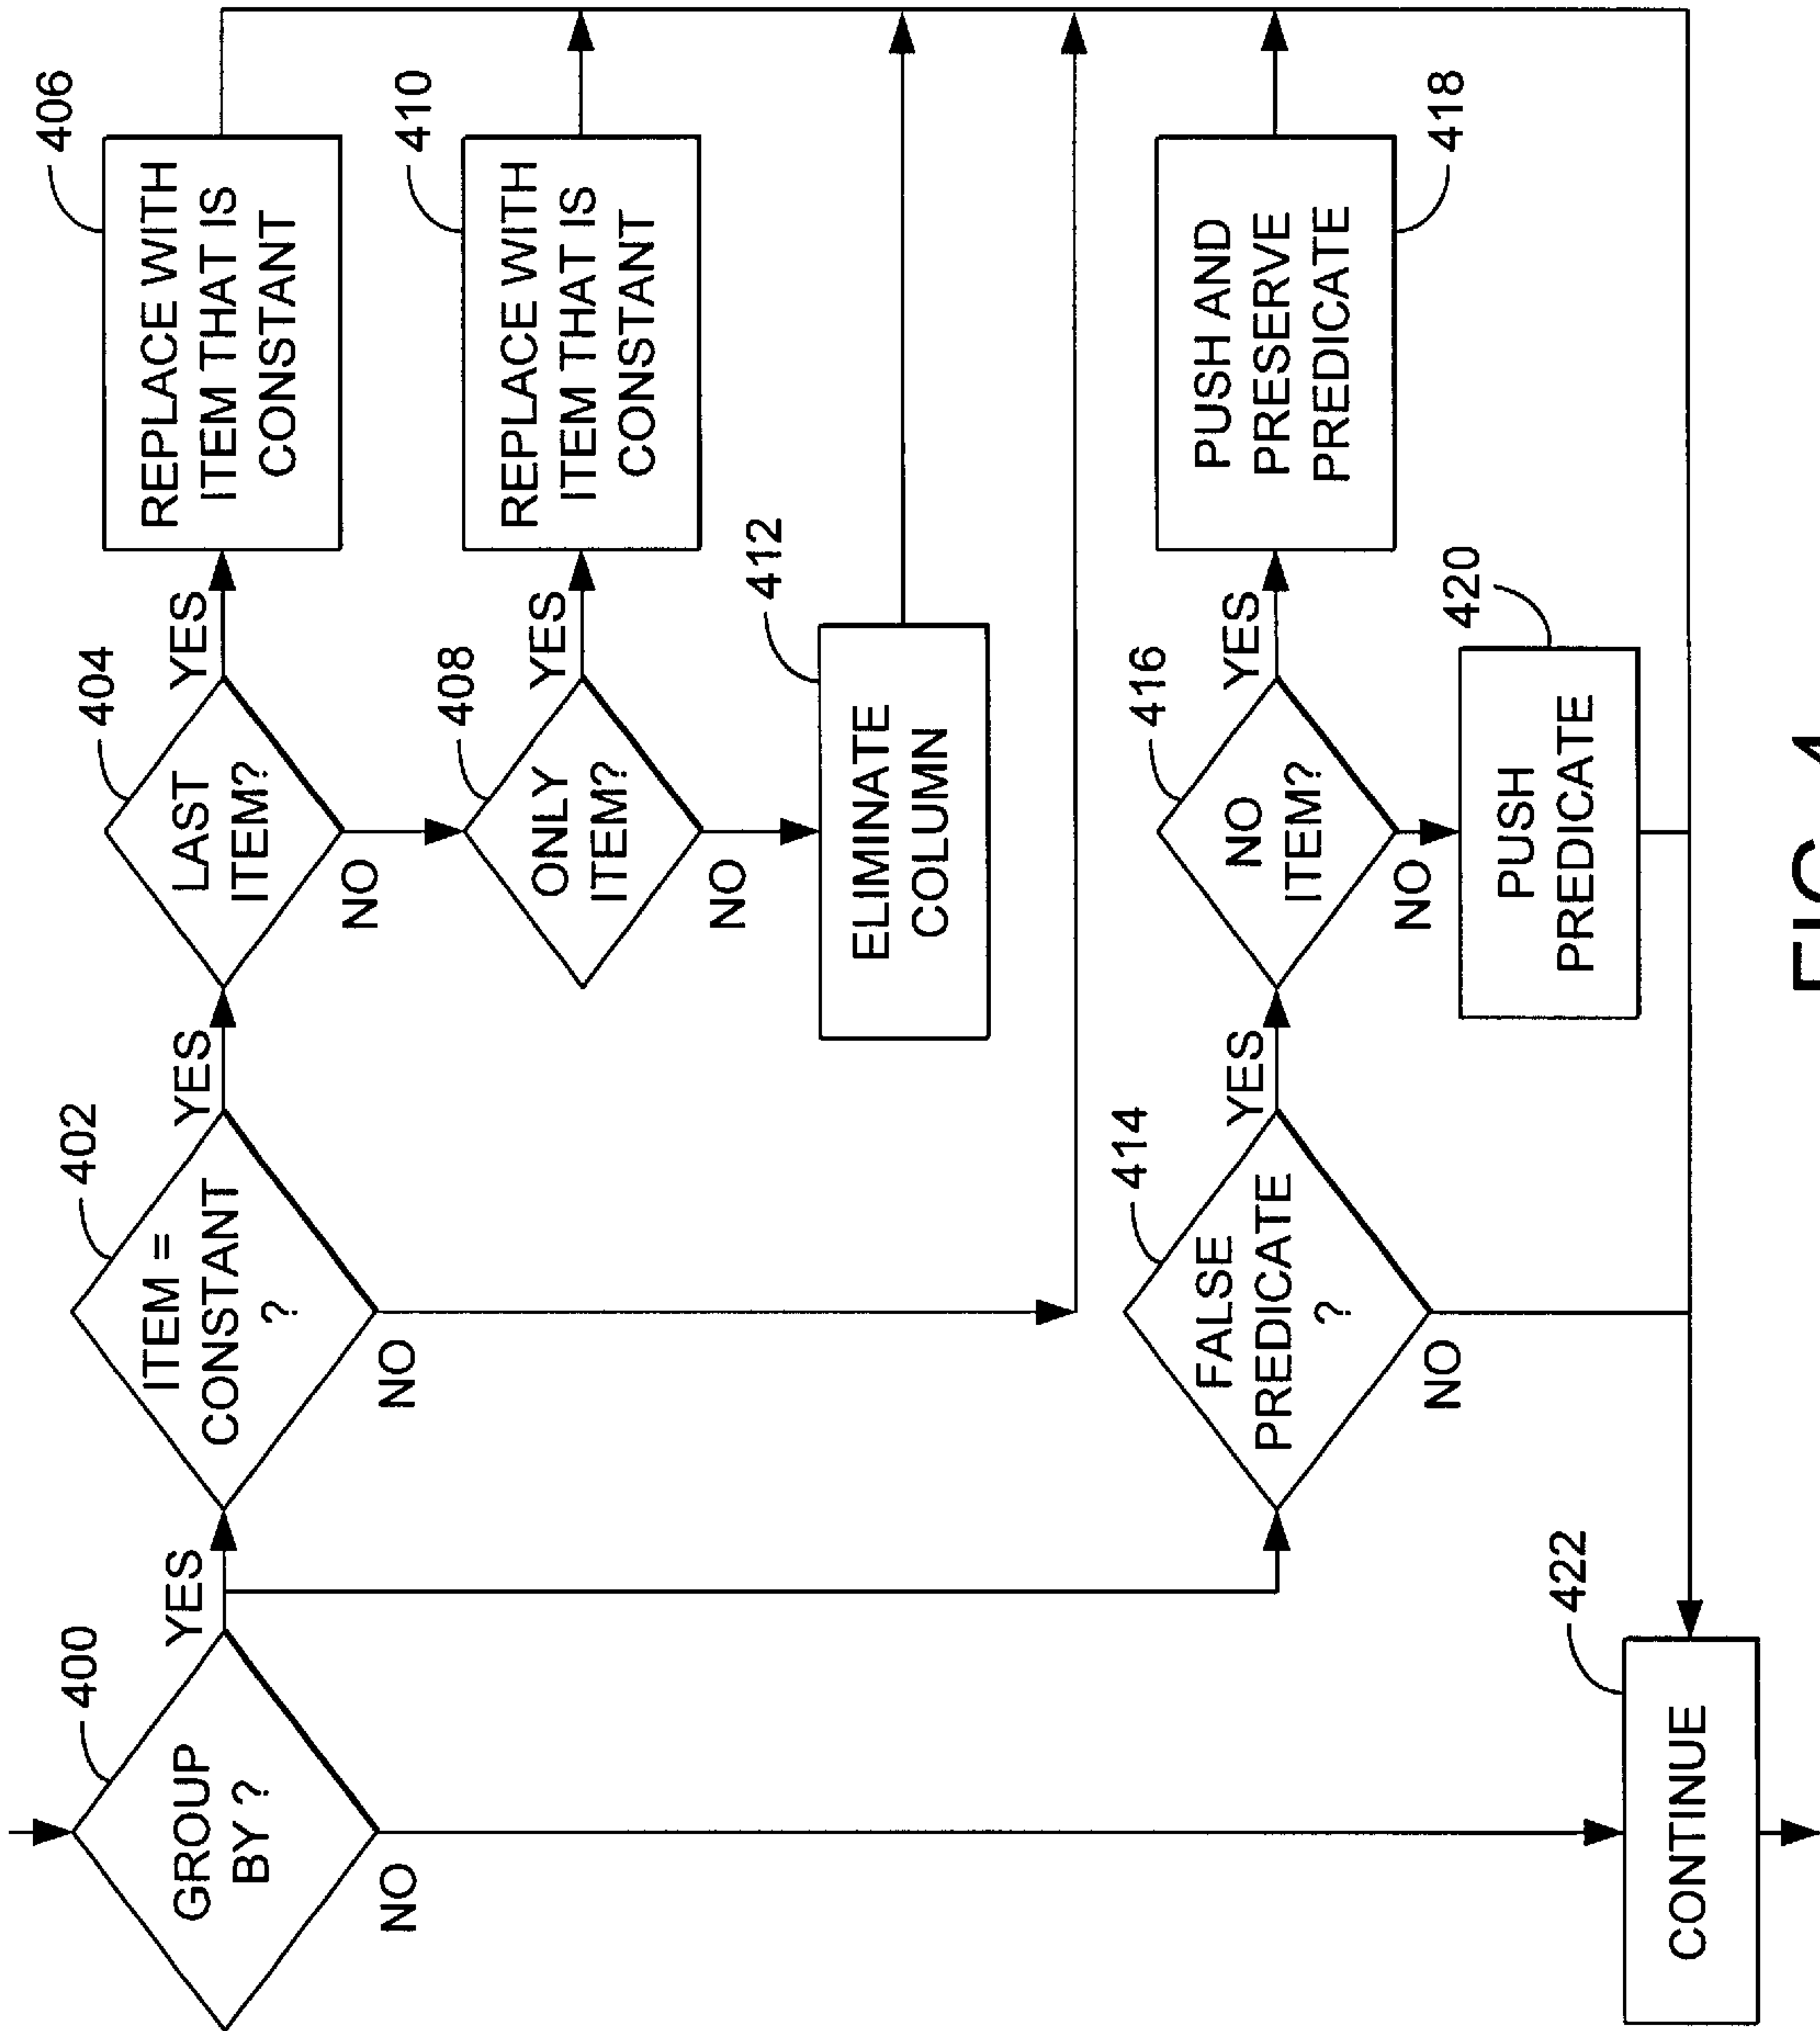 400
GROUP
BY ?
YES
NO
402
ITEM =
CONSTANT
?
YES
NO
404
LAST
ITEM?
YES
NO
406
REPLACE WITH
ITEM THAT IS
CONSTANT
408
ONLY
ITEM?
YES
NO
410
REPLACE WITH
ITEM THAT IS
CONSTANT
412
ELIMINATE
COLUMN
414
FALSE
PREDICATE
?
YES
NO
416
NO
ITEM?
YES
NO
418
PUSH AND
PRESERVE
PREDICATE
420
PUSH
PREDICATE
422
CONTINUE
FIG. 4